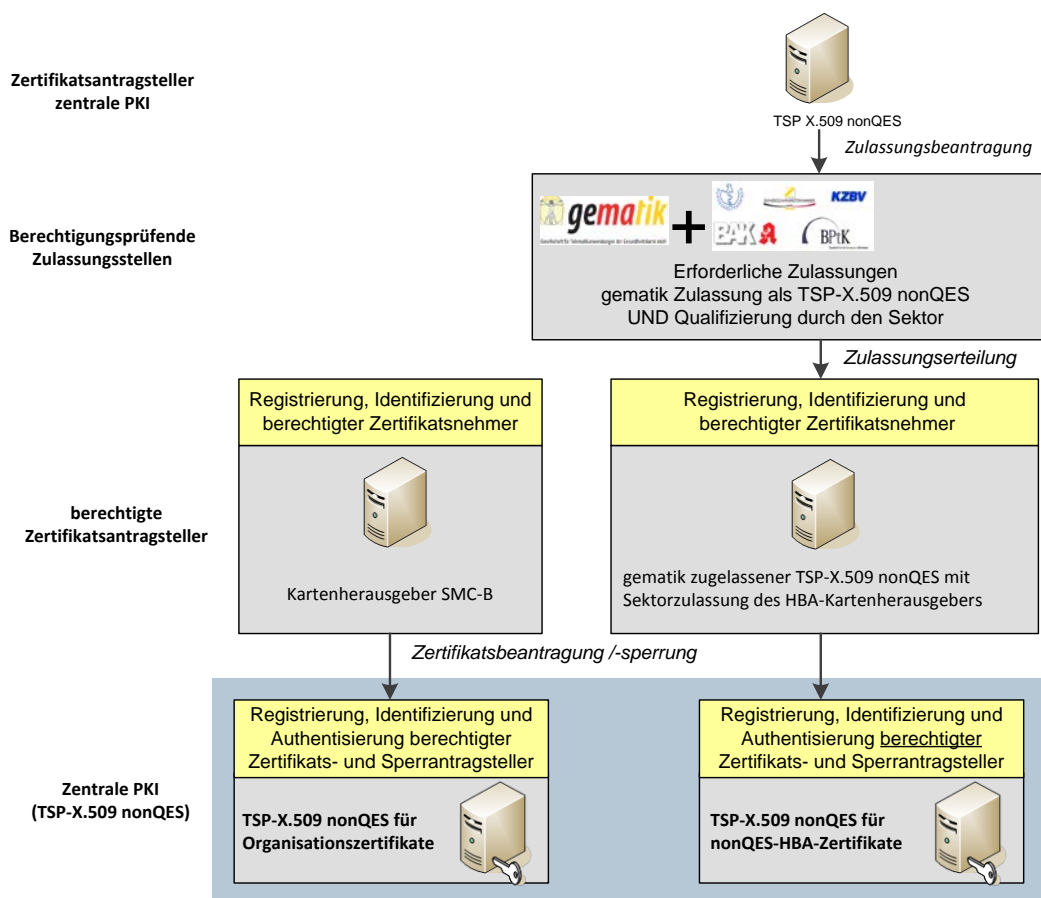 Zertifikatsantragsteller
zentrale PKI
TSP X.509 nonQES
Zulassungsbeantragung
Berechtigungsprüfende
Zulassungsstellen
gematik
+
KZBV
BAK
BPtK
Erforderliche Zulassungen
gematik Zulassung als TSP-X.509 nonQES
UND Qualifizierung durch den Sektor
Zulassungserteilung
berechtigte
Zertifikatsantragsteller
Registrierung, Identifizierung und
berechtigter Zertifikatsnehmer
Kartenherausgeber SMC-B
Registrierung, Identifizierung und
berechtigter Zertifikatsnehmer
gematik zugelassener TSP-X.509 nonQES mit
Sektorzulassung des HBA-Kartenherausgebers
Zertifikatsbeantragung /-sperrung
Zentrale PKI
(TSP-X.509 nonQES)
Registrierung, Identifizierung und
Authentisierung berechtigter
Zertifikats- und Sperrantragsteller
TSP-X.509 nonQES für
Organisationszertifikate
Registrierung, Identifizierung und
Authentisierung berechtigter
Zertifikats- und Sperrantragsteller
TSP-X.509 nonQES für
nonQES-HBA-Zertifikate